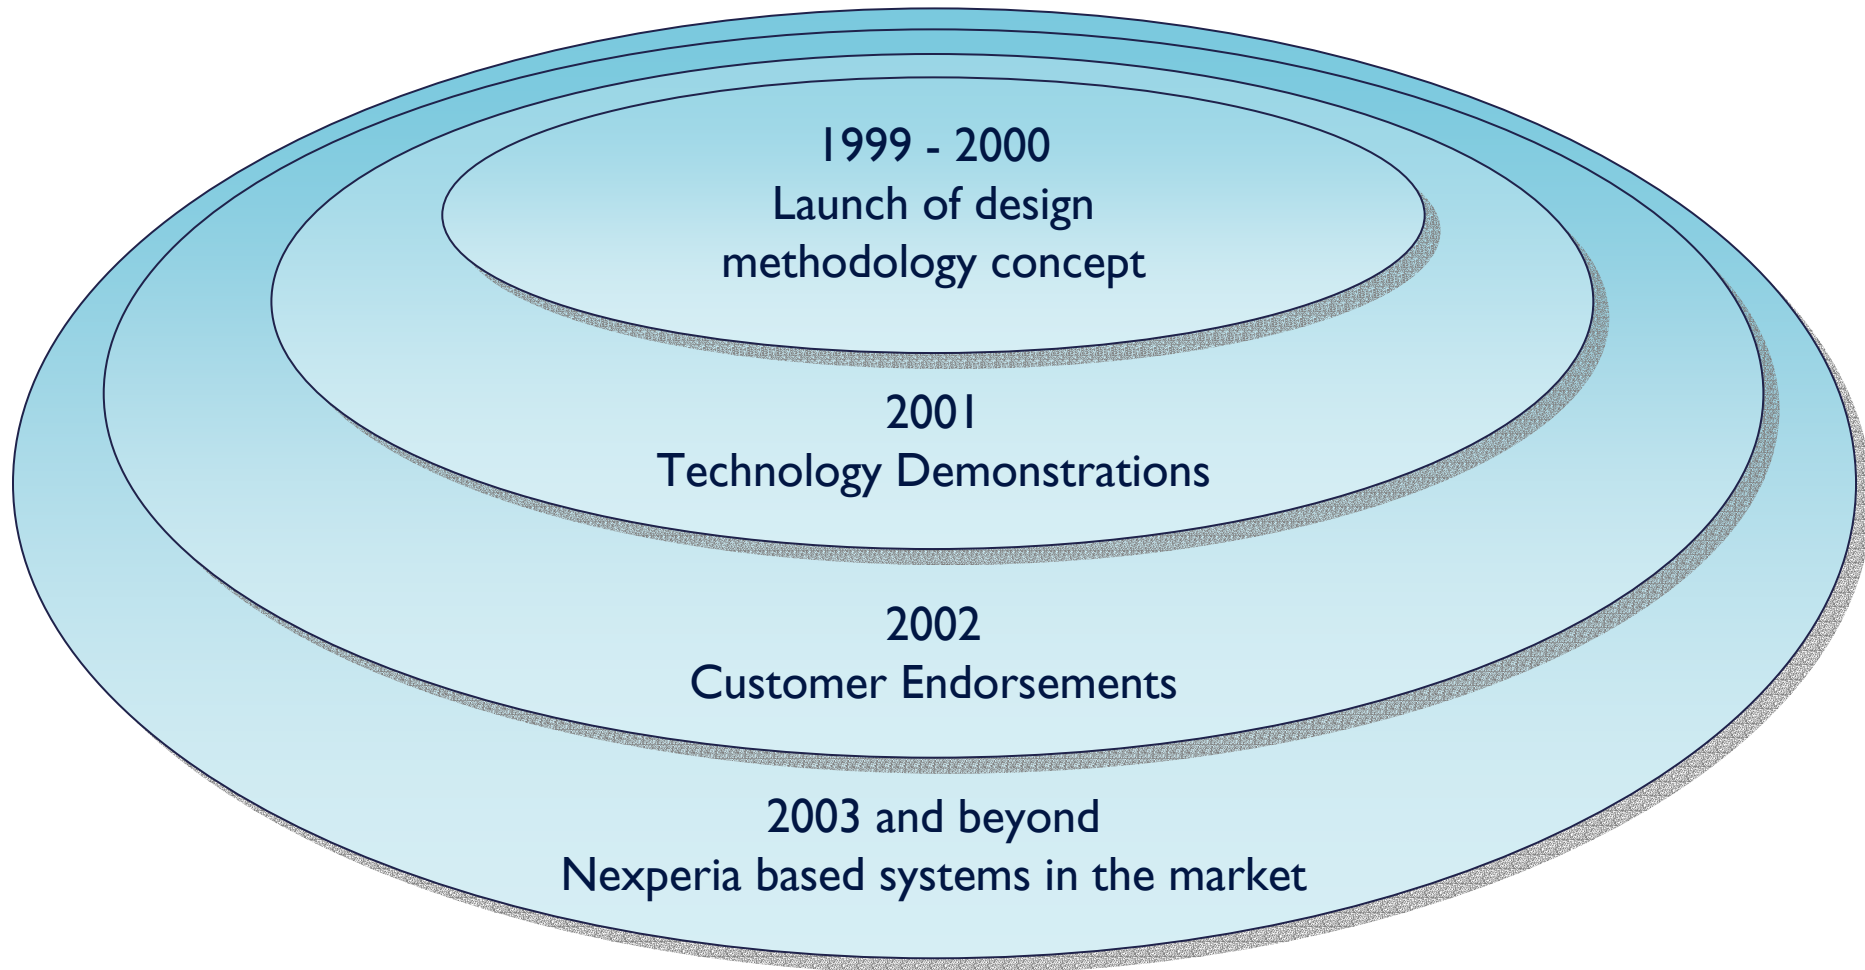 1999 - 2000
Launch of design
methodology concept
2001
Technology Demonstrations
2002
Customer Endorsements
2003 and beyond
Nexperia based systems in the market